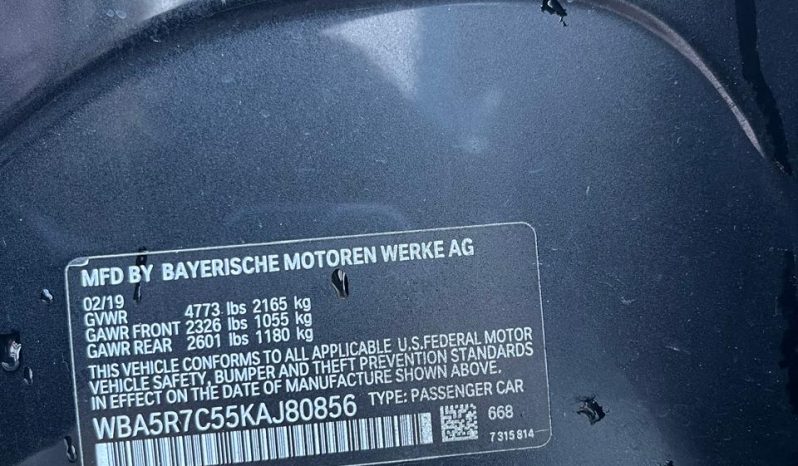 MFD BY BAYERISCHE MOTOREN WERKE AG
02/19
GVWR 4773 lbs 2165 kg
GAWR FRONT 2326 lbs 1055 kg
GAWR REAR 2601 lbs 1180 kg
THIS VEHICLE CONFORMS TO ALL APPLICABLE U.S.FEDERAL MOTOR
VEHICLE SAFETY, BUMPER AND THEFT PREVENTION STANDARDS
IN EFFECT ON THE DATE OF MANUFACTURE SHOWN ABOVE.
WBA5R7C55KAJ80856 TYPE: PASSENGER CAR
668
7 315 814